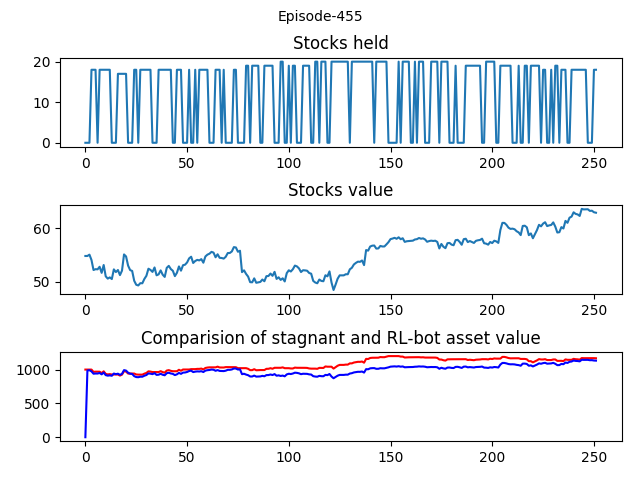 Episode-455
Stocks held
20
10
0
0 50 100 150 200 250
Stocks value
60
50
0 50 100 150 200 250
Comparision of stagnant and RL-bot asset value
1000
500
0
0 50 100 150 200 250